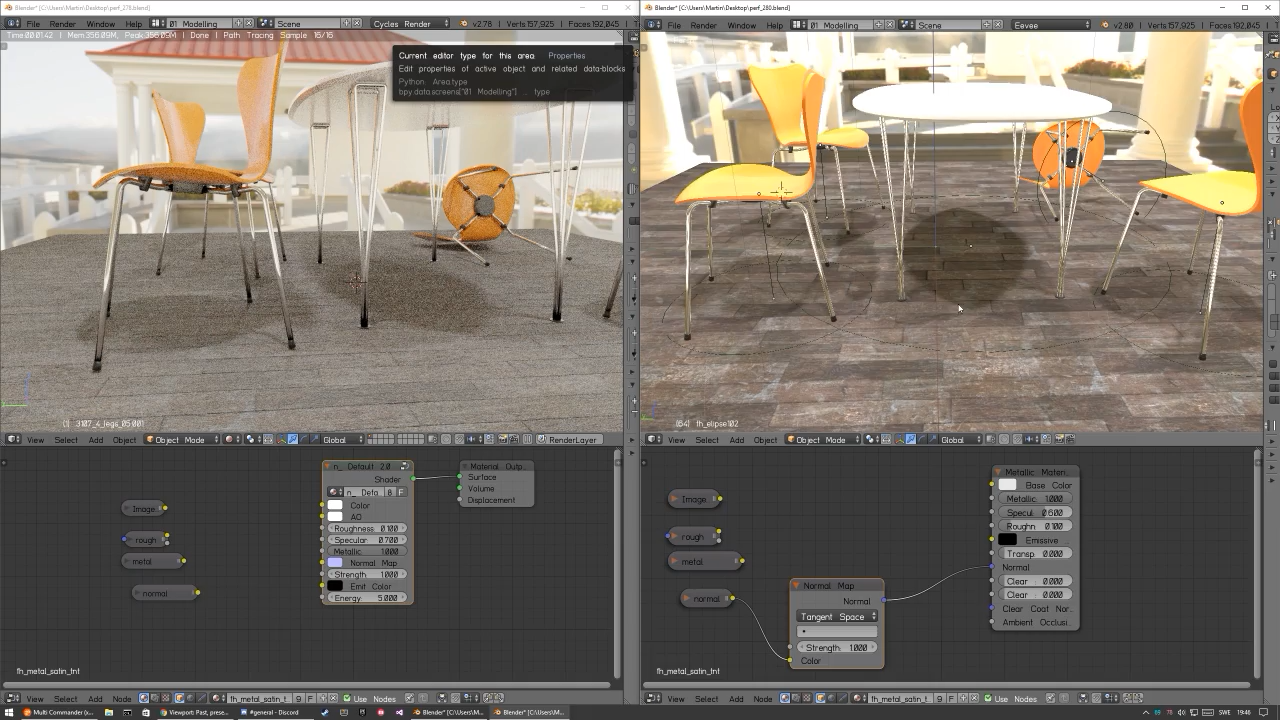 Blender* [C:\Users\Martin\Desktop\perf_278.blend]
File Render Window Help 01 Modelling Scene Cycles Render v2.78 Verts:157,925 Faces:192,045
Time:00:01.42 | Mem:356.09M, Peak:356.09M | Done | Path Tracing Sample 16/16
Current editor type for this area. Properties
Edit properties of active object and related data-blocks
Python: Area.type
bpy.data.screens["01 Modelling"] ... type
(1) 3107_4_legs_05.001
View Select Add Object Object Mode Global RenderLayer
n_ Default 2.0
Shader
n_ Defa.. 8 F
Color
AO
Roughness: 0.100
Specular: 0.700
Metallic: 1.000
Normal Map
Strength: 1.000
Emit Color
Energy: 5.000
Material Outp..
Surface
Volume
Displacement
Image
rough
metal
normal
fh_metal_satin_tnt
View Select Add Node fh_metal_satin_t.. 9 F Use Nodes
Blender* [C:\Users\Martin\Desktop\perf_280.blend]
File Render Window Help 01 Modelling Scene Eevee v2.80 Verts:157,925 Faces:192,045
(64) fh_elipse102
View Select Add Object Object Mode Global
Image
rough
metal
normal
Normal Map
Normal
Tangent Space
Strength: 1.000
Color
Metallic Materi..
Base Color
Metallic: 1.000
Specul: 0.600
Roughn: 0.100
Emissive ..
Transp: 0.000
Normal
Clear : 0.000
Clear : 0.000
Clear Coat Nor..
Ambient Occlusi..
fh_metal_satin_tnt
View Select Add Node fh_metal_satin_t.. 9 F Use Nodes
Multi Commander (x... Viewport: Past, prese... #general - Discord Blender* [C:\Users\M... Blender* [C:\Users\M... SWE 19:46